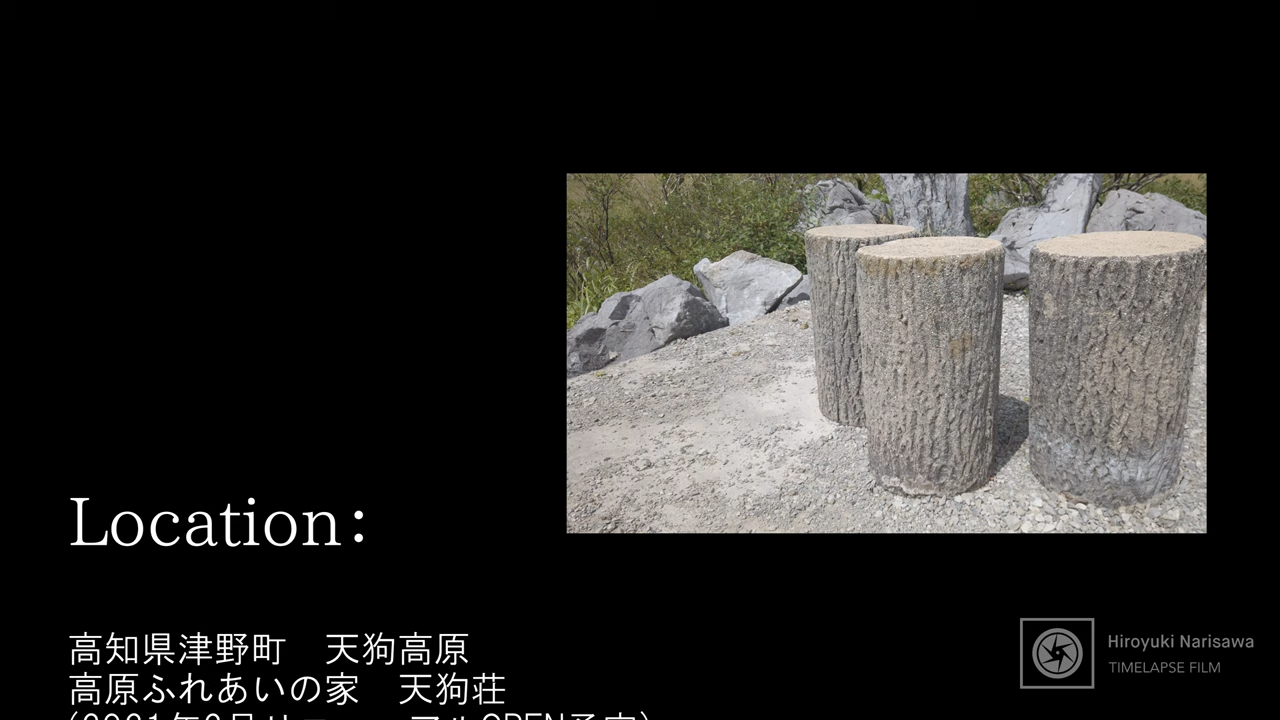 Location:
高知県津野町　天狗高原
高原ふれあいの家　天狗荘
Hiroyuki Narisawa
TIMELAPSE FILM